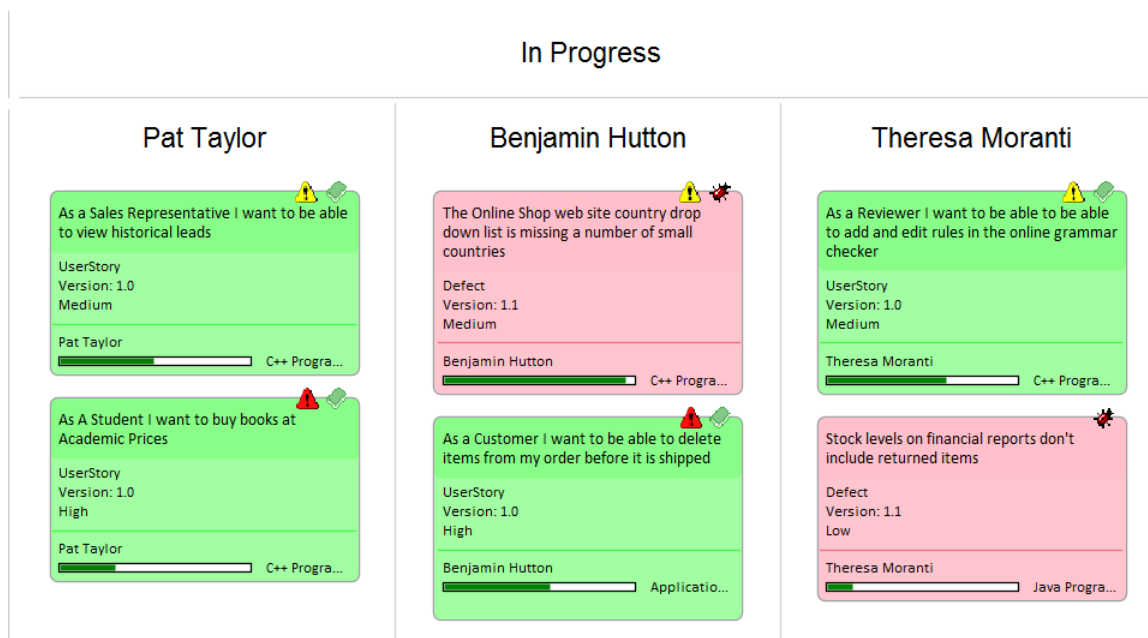 In Progress
Pat Taylor
As a Sales Representative I want to be able
to view historical leads
UserStory
Version: 1.0
Medium
Pat Taylor
C++ Progra...
As A Student I want to buy books at
Academic Prices
UserStory
Version: 1.0
High
Pat Taylor
C++ Progra...
Benjamin Hutton
The Online Shop web site country drop
down list is missing a number of small
countries
Defect
Version: 1.1
Medium
Benjamin Hutton
C++ Progra...
As a Customer I want to be able to delete
items from my order before it is shipped
UserStory
Version: 1.0
High
Benjamin Hutton
Applicatio...
Theresa Moranti
As a Reviewer I want to be able to be able
to add and edit rules in the online grammar
checker
UserStory
Version: 1.0
Medium
Theresa Moranti
C++ Progra...
Stock levels on financial reports don't
include returned items
Defect
Version: 1.1
Low
Theresa Moranti
Java Progra...